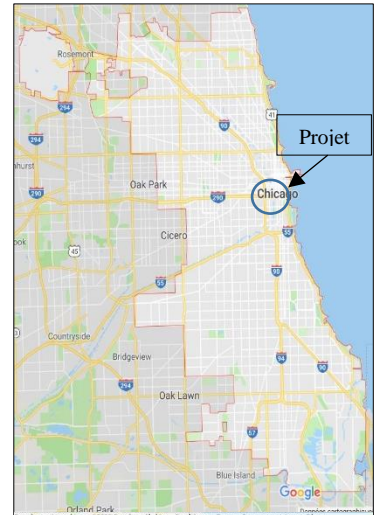 Rosemont
294
41
90
294
Projet
Oak Park
290
290
Chicago
Cicero
45
55
55
90
Countryside
Bridgeview
294
94
90
Oak Lawn
57
Blue Island
Google
Orland Park